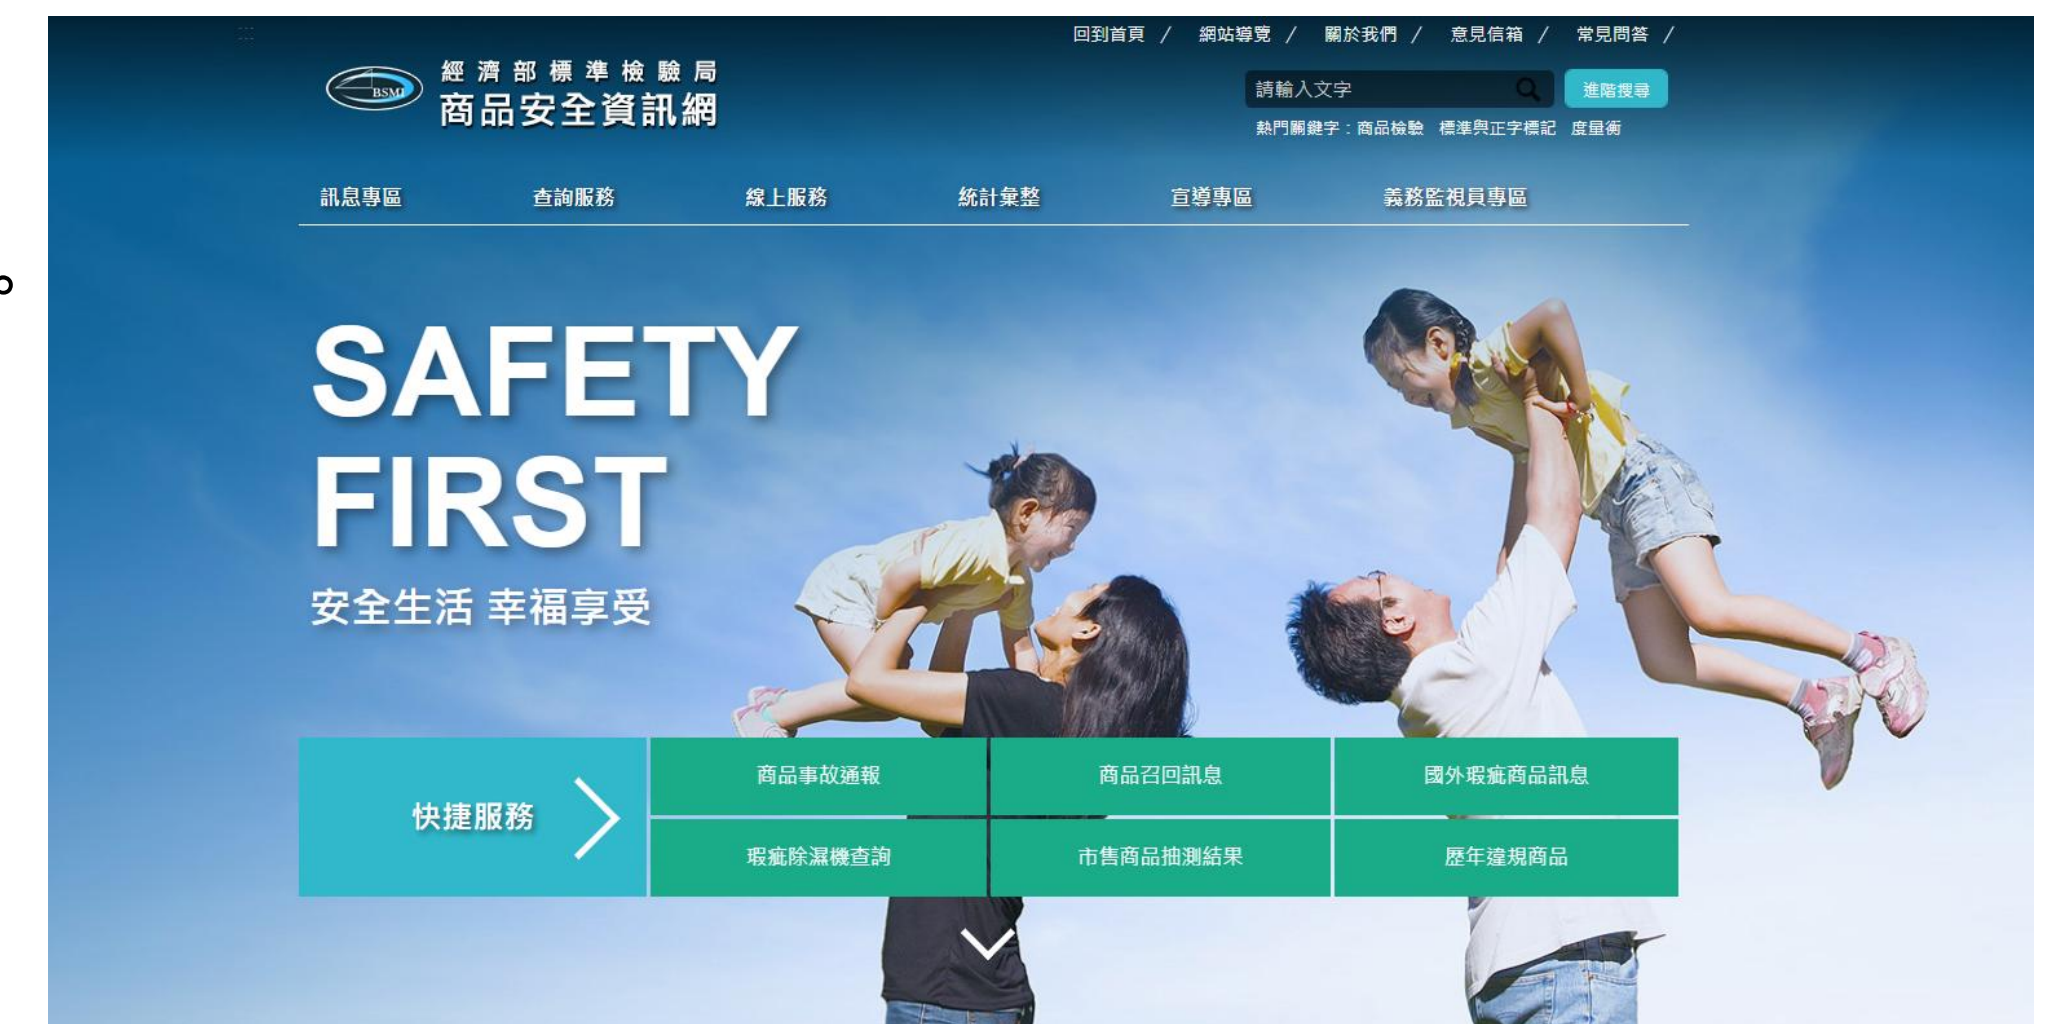 回到首頁 / 網站導覽 / 關於我們 / 意見信箱 / 常見問答 /
BSMI
經濟部標準檢驗局
商品安全資訊網
請輸入文字
進階搜尋
熱門關鍵字：商品檢驗 標準與正字標記 度量衡
訊息專區 查詢服務 線上服務 統計彙整 宣導專區 義務監視員專區
。
SAFETY
FIRST
安全生活 幸福享受
快捷服務
商品事故通報 商品召回訊息 國外瑕疵商品訊息
瑕疵除濕機查詢 市售商品抽測結果 歷年違規商品